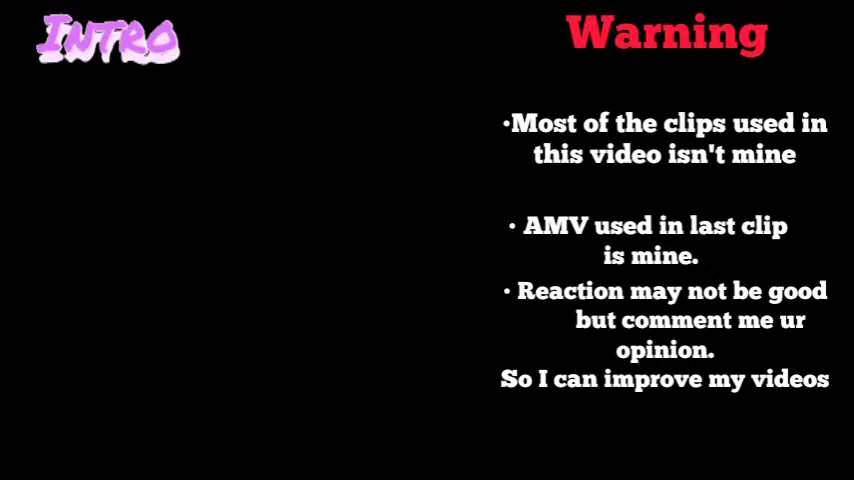 Intro
Warning
•Most of the clips used in
this video isn't mine
• AMV used in last clip
is mine.
• Reaction may not be good
but comment me ur
opinion.
So I can improve my videos